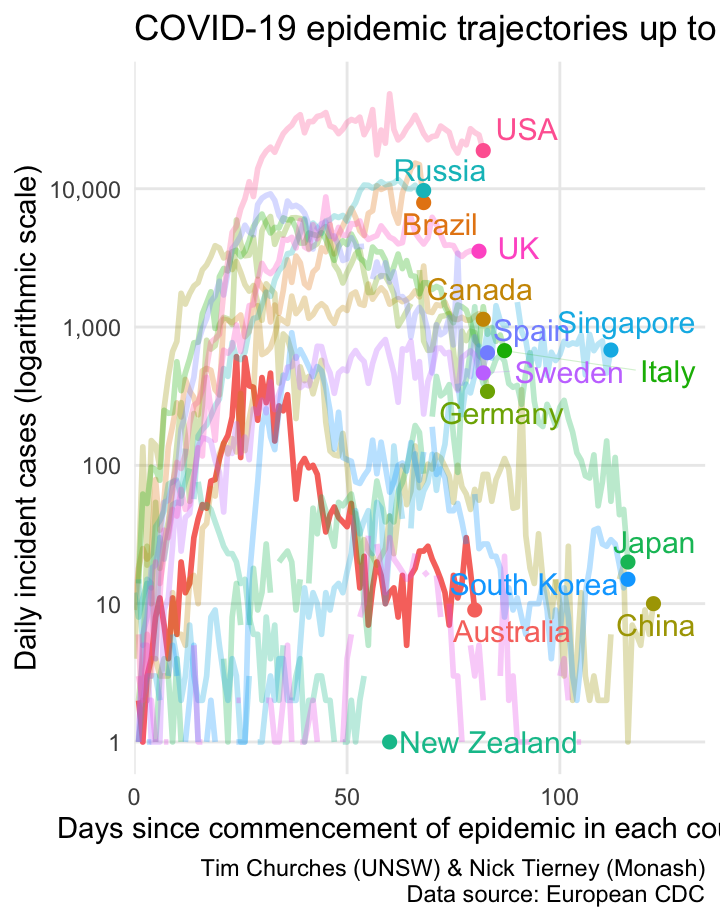 COVID-19 epidemic trajectories up to
Daily incident cases (logarithmic scale)
10,000
1,000
100
10
1
USA
Russia
Brazil
UK
Canada
Spain
Singapore
Sweden
Italy
Germany
Japan
South Korea
Australia
China
New Zealand
0
50
100
Days since commencement of epidemic in each cou
Tim Churches (UNSW) & Nick Tierney (Monash)
Data source: European CDC